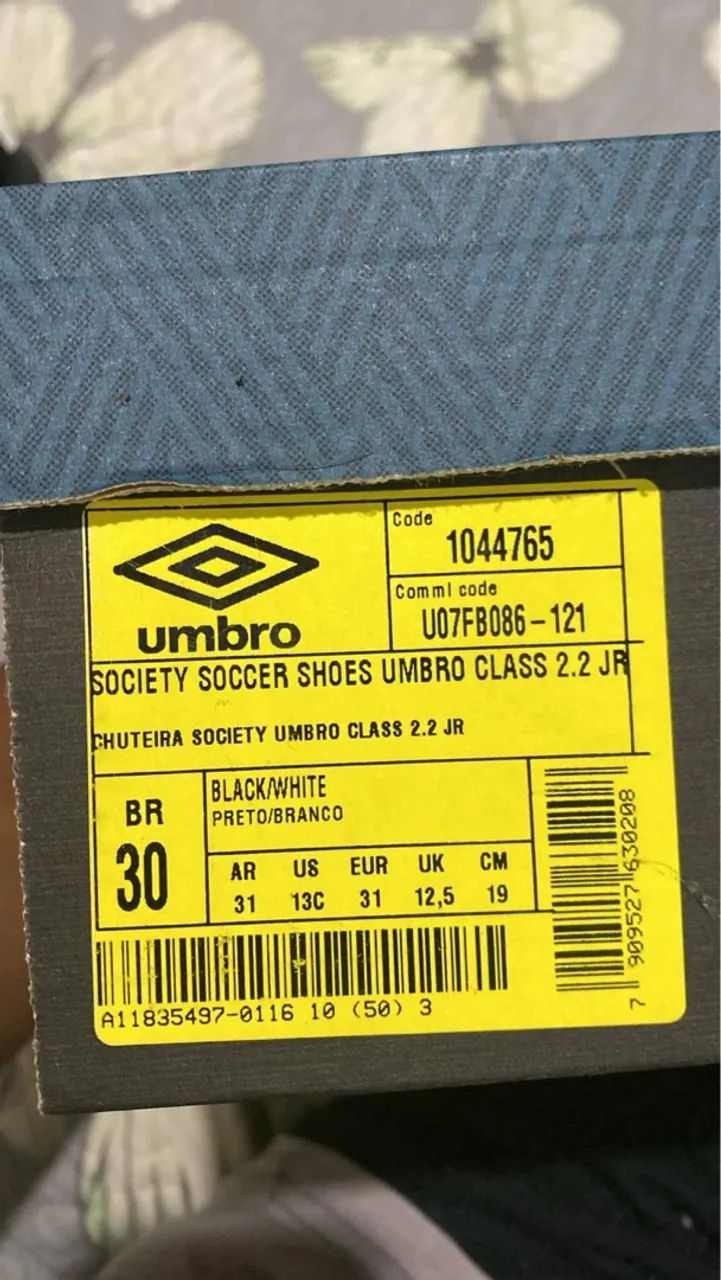 umbro
Code
1044765
Comml code
U07FB086-121
SOCIETY SOCCER SHOES UMBRO CLASS 2.2 JR
CHUTEIRA SOCIETY UMBRO CLASS 2.2 JR
BR
30
BLACK/WHITE
PRETO/BRANCO
AR US EUR UK CM
31 13C 31 12,5 19
7 909527 630208
A11835497-0116 10 (50) 3